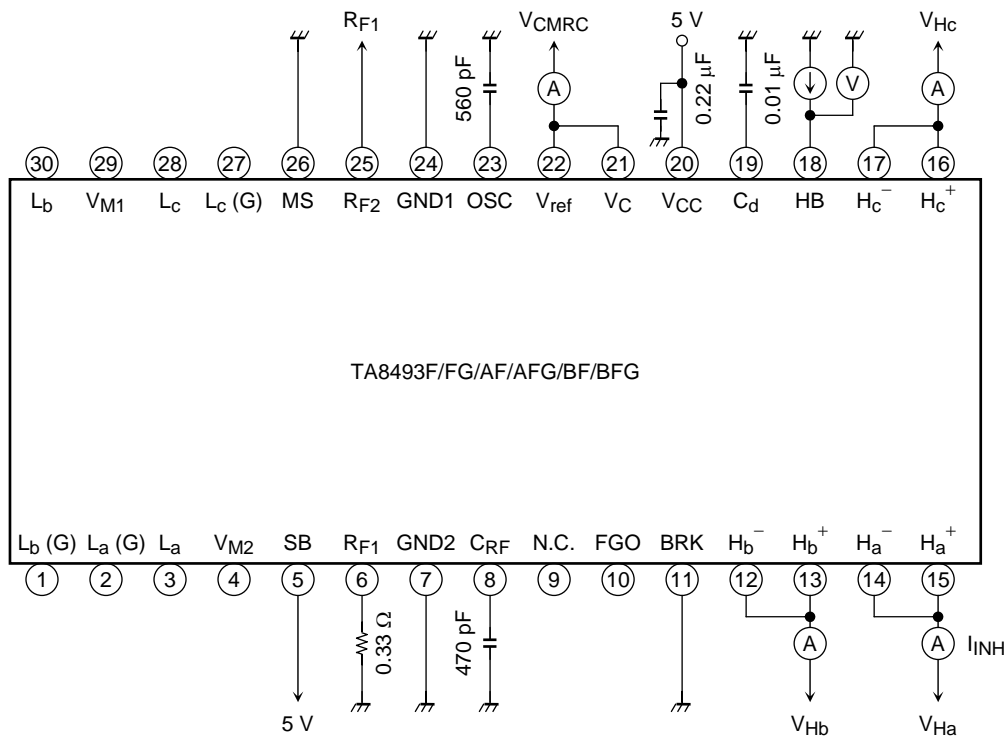 R_F1 V_CMRC 5 V V_Hc
560 pF 0.22 μF 0.01 μF
A V A
30 29 28 27 26 25 24 23 22 21 20 19 18 17 16
L_b V_M1 L_c L_c (G) MS R_F2 GND1 OSC V_ref V_C V_CC C_d HB H_c^− H_c^+
TA8493F/FG/AF/AFG/BF/BFG
L_b (G) L_a (G) L_a V_M2 SB R_F1 GND2 C_RF N.C. FGO BRK H_b^− H_b^+ H_a^− H_a^+
1 2 3 4 5 6 7 8 9 10 11 12 13 14 15
0.33 Ω 470 pF A A I_INH
5 V V_Hb V_Ha